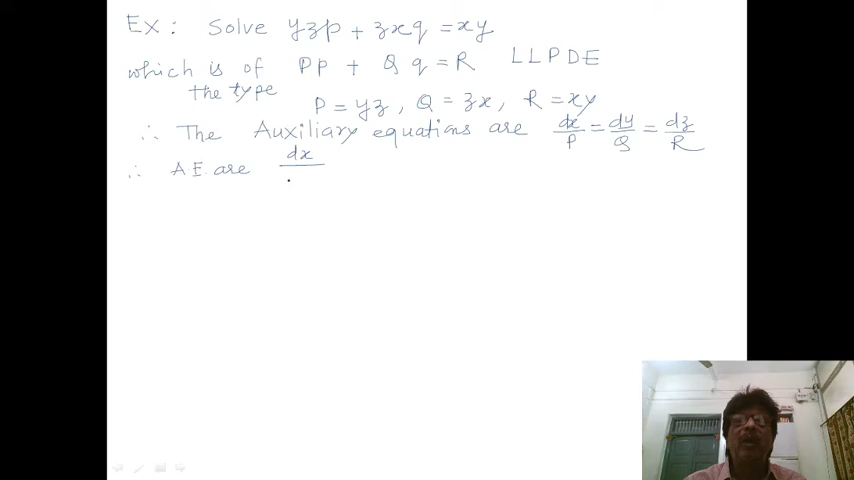 EX: Solve yzp + zxq = xy
which is of Pp + Qq = R LLPDE
the type
P = yz, Q = zx, R = xy
∴ The Auxiliary equations are dx/P = dy/Q = dz/R
∴ A E. are dx